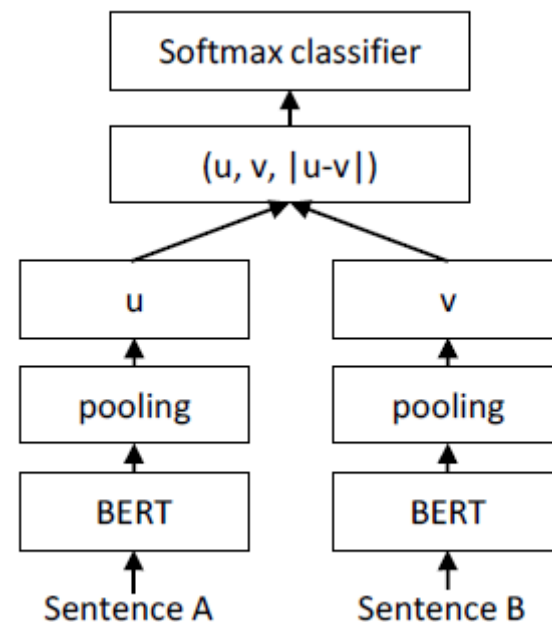 Softmax classifier
(u, v, |u-v|)
u
v
pooling
pooling
BERT
BERT
Sentence A
Sentence B